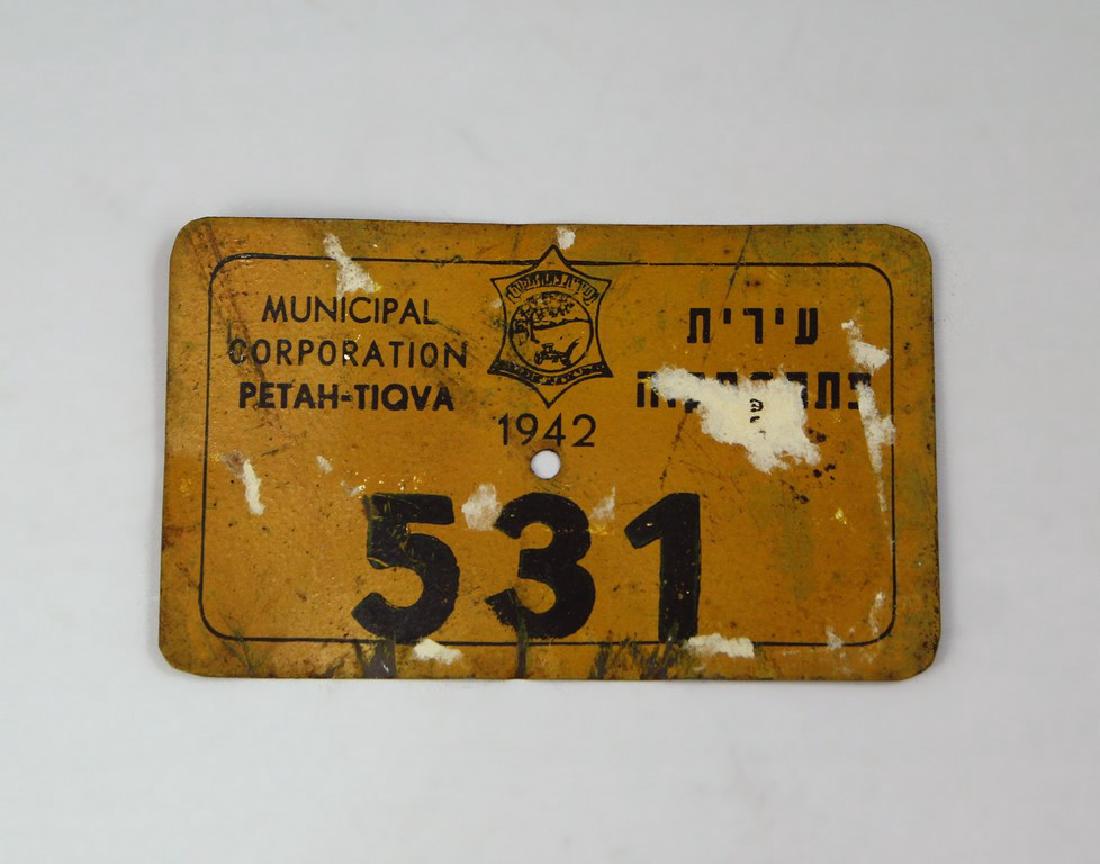 MUNICIPAL
CORPORATION
PETAH-TIQVA
עירית
1942
531